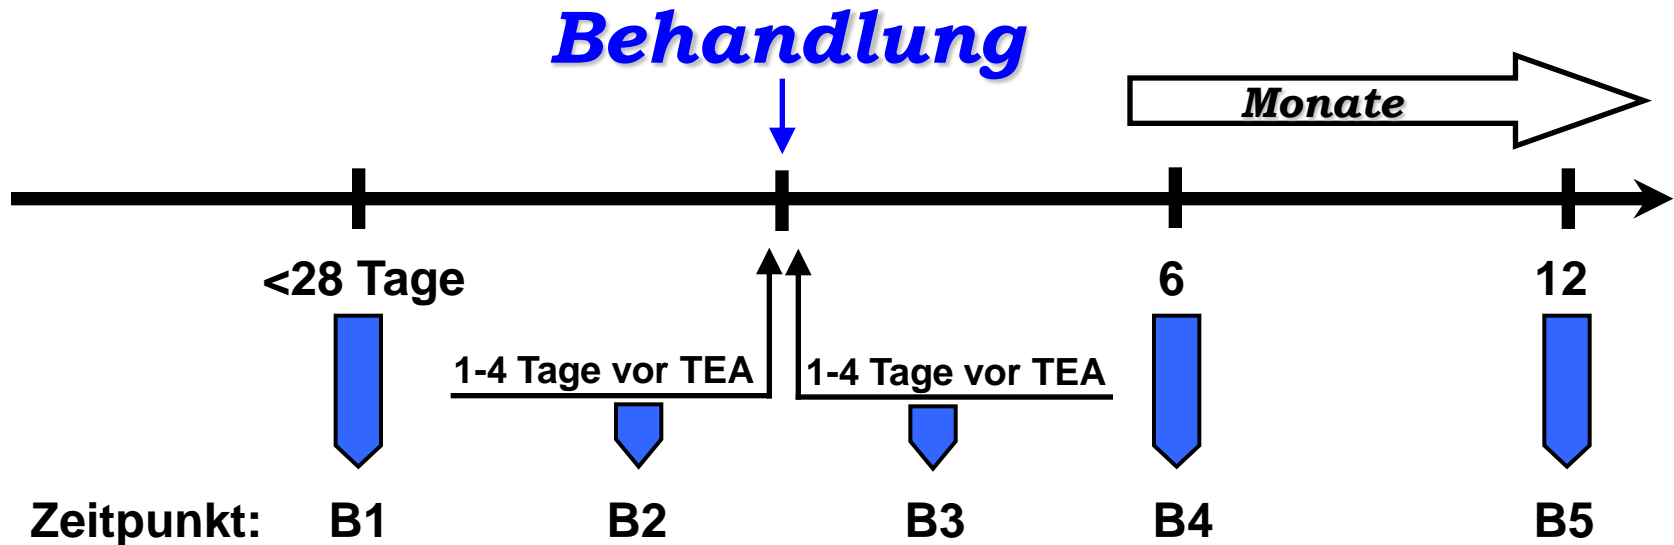 Behandlung
Monate
<28 Tage 6 12
1-4 Tage vor TEA 1-4 Tage vor TEA
Zeitpunkt: B1 B2 B3 B4 B5